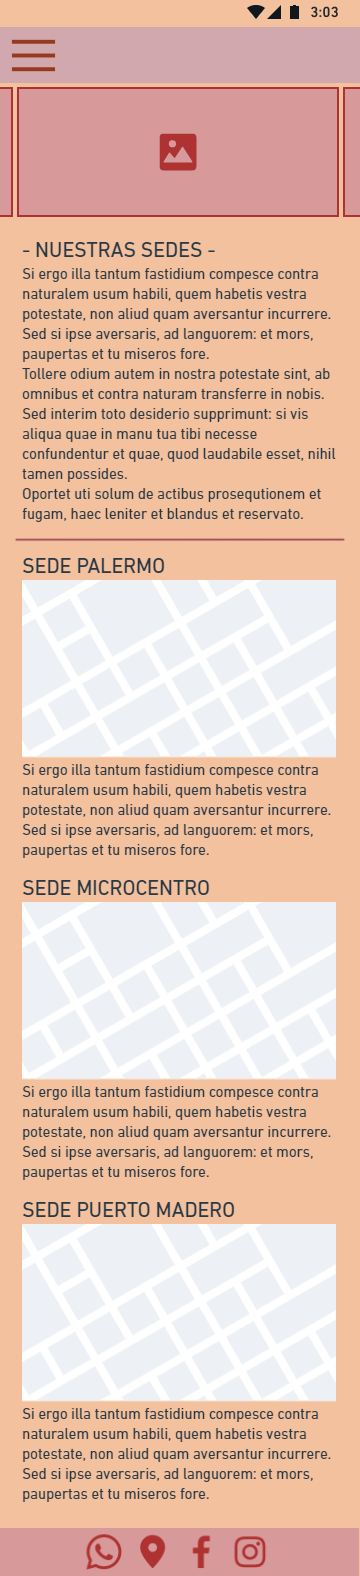 3:03
- NUESTRAS SEDES -
Si ergo illa tantum fastidium compesce contra
naturalem usum habili, quem habetis vestra
potestate, non aliud quam aversantur incurrere.
Sed si ipse aversaris, ad languorem: et mors,
paupertas et tu miseros fore.
Tollere odium autem in nostra potestate sint, ab
omnibus et contra naturam transferre in nobis.
Sed interim toto desiderio supprimunt: si vis
aliqua quae in manu tua tibi necesse
confundentur et quae, quod laudabile esset, nihil
tamen possides.
Oportet uti solum de actibus prosequtionem et
fugam, haec leniter et blandus et reservato.
SEDE PALERMO
Si ergo illa tantum fastidium compesce contra
naturalem usum habili, quem habetis vestra
potestate, non aliud quam aversantur incurrere.
Sed si ipse aversaris, ad languorem: et mors,
paupertas et tu miseros fore.
SEDE MICROCENTRO
Si ergo illa tantum fastidium compesce contra
naturalem usum habili, quem habetis vestra
potestate, non aliud quam aversantur incurrere.
Sed si ipse aversaris, ad languorem: et mors,
paupertas et tu miseros fore.
SEDE PUERTO MADERO
Si ergo illa tantum fastidium compesce contra
naturalem usum habili, quem habetis vestra
potestate, non aliud quam aversantur incurrere.
Sed si ipse aversaris, ad languorem: et mors,
paupertas et tu miseros fore.